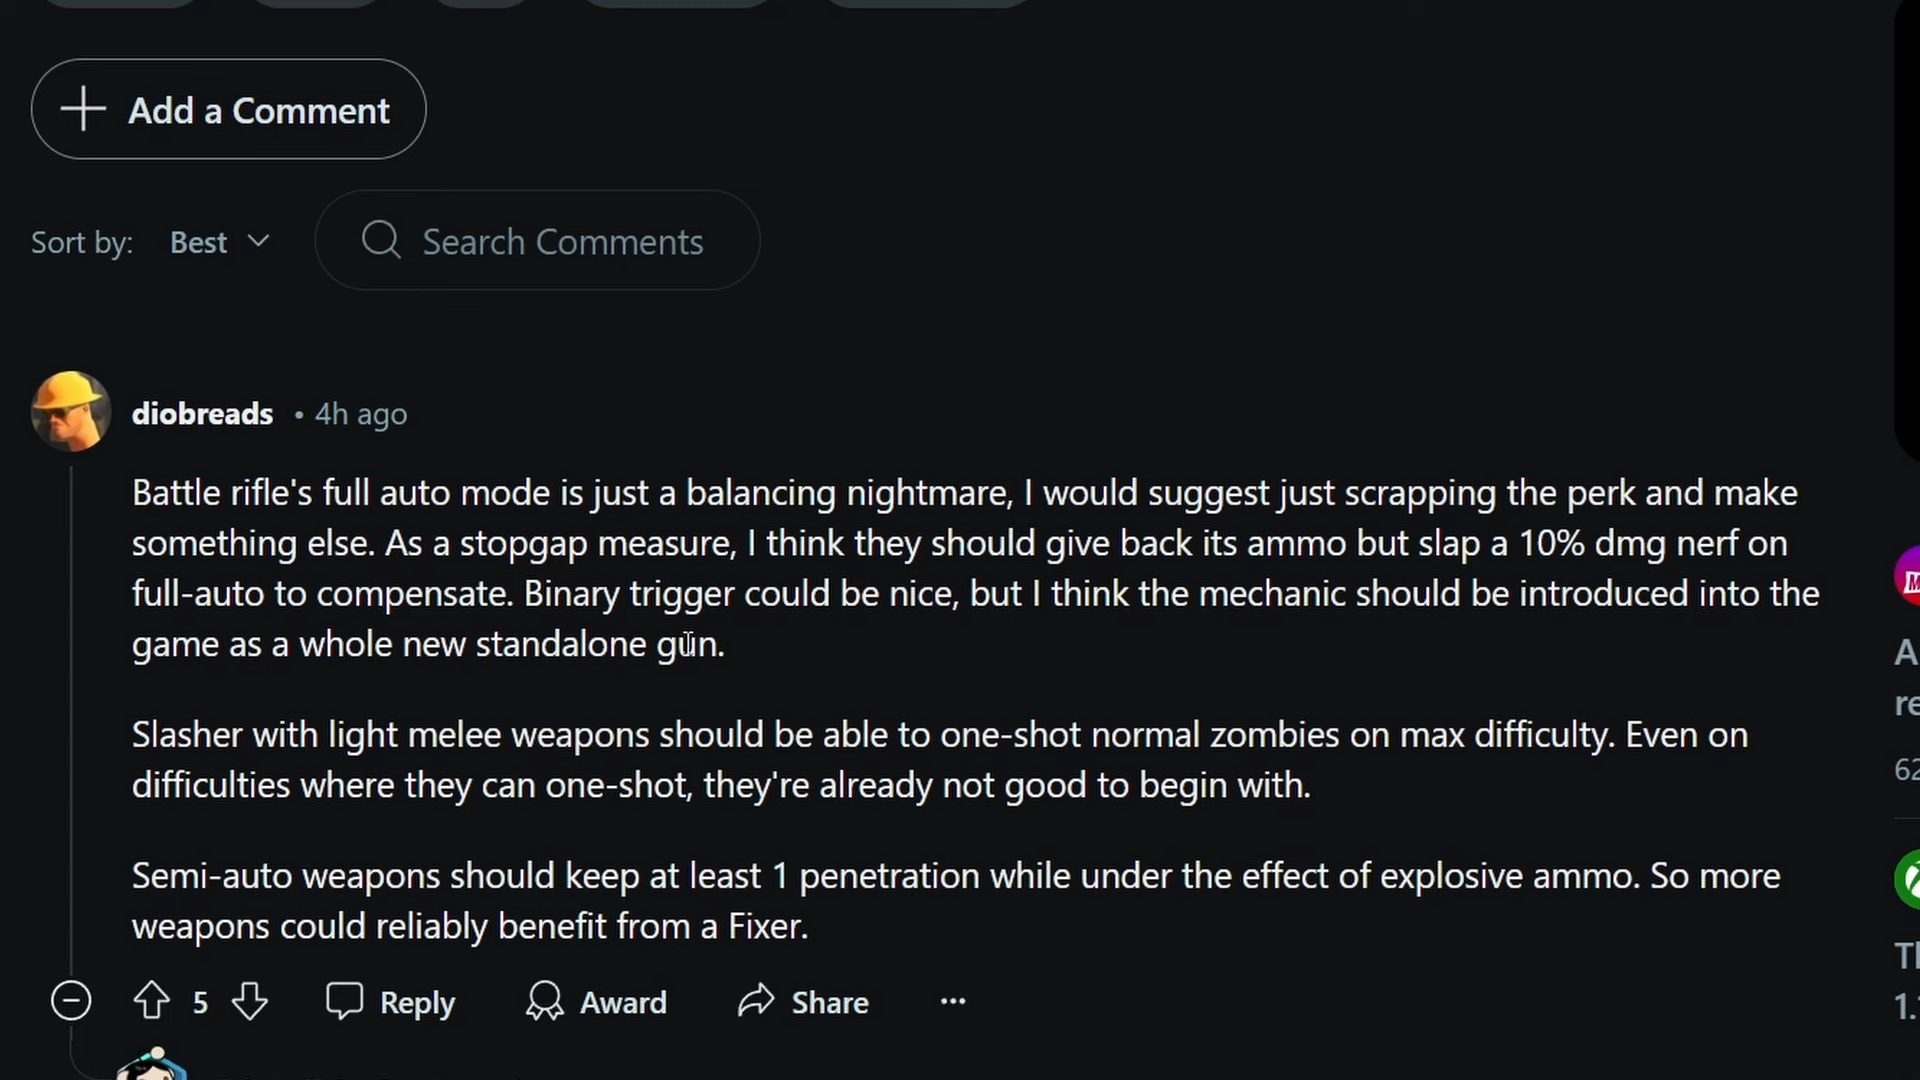 Add a Comment
Sort by: Best Search Comments
diobreads • 4h ago
Battle rifle's full auto mode is just a balancing nightmare, I would suggest just scrapping the perk and make
something else. As a stopgap measure, I think they should give back its ammo but slap a 10% dmg nerf on
full-auto to compensate. Binary trigger could be nice, but I think the mechanic should be introduced into the
game as a whole new standalone gun.
Slasher with light melee weapons should be able to one-shot normal zombies on max difficulty. Even on
difficulties where they can one-shot, they're already not good to begin with.
Semi-auto weapons should keep at least 1 penetration while under the effect of explosive ammo. So more
weapons could reliably benefit from a Fixer.
5 Reply Award Share
A
re
62
1.